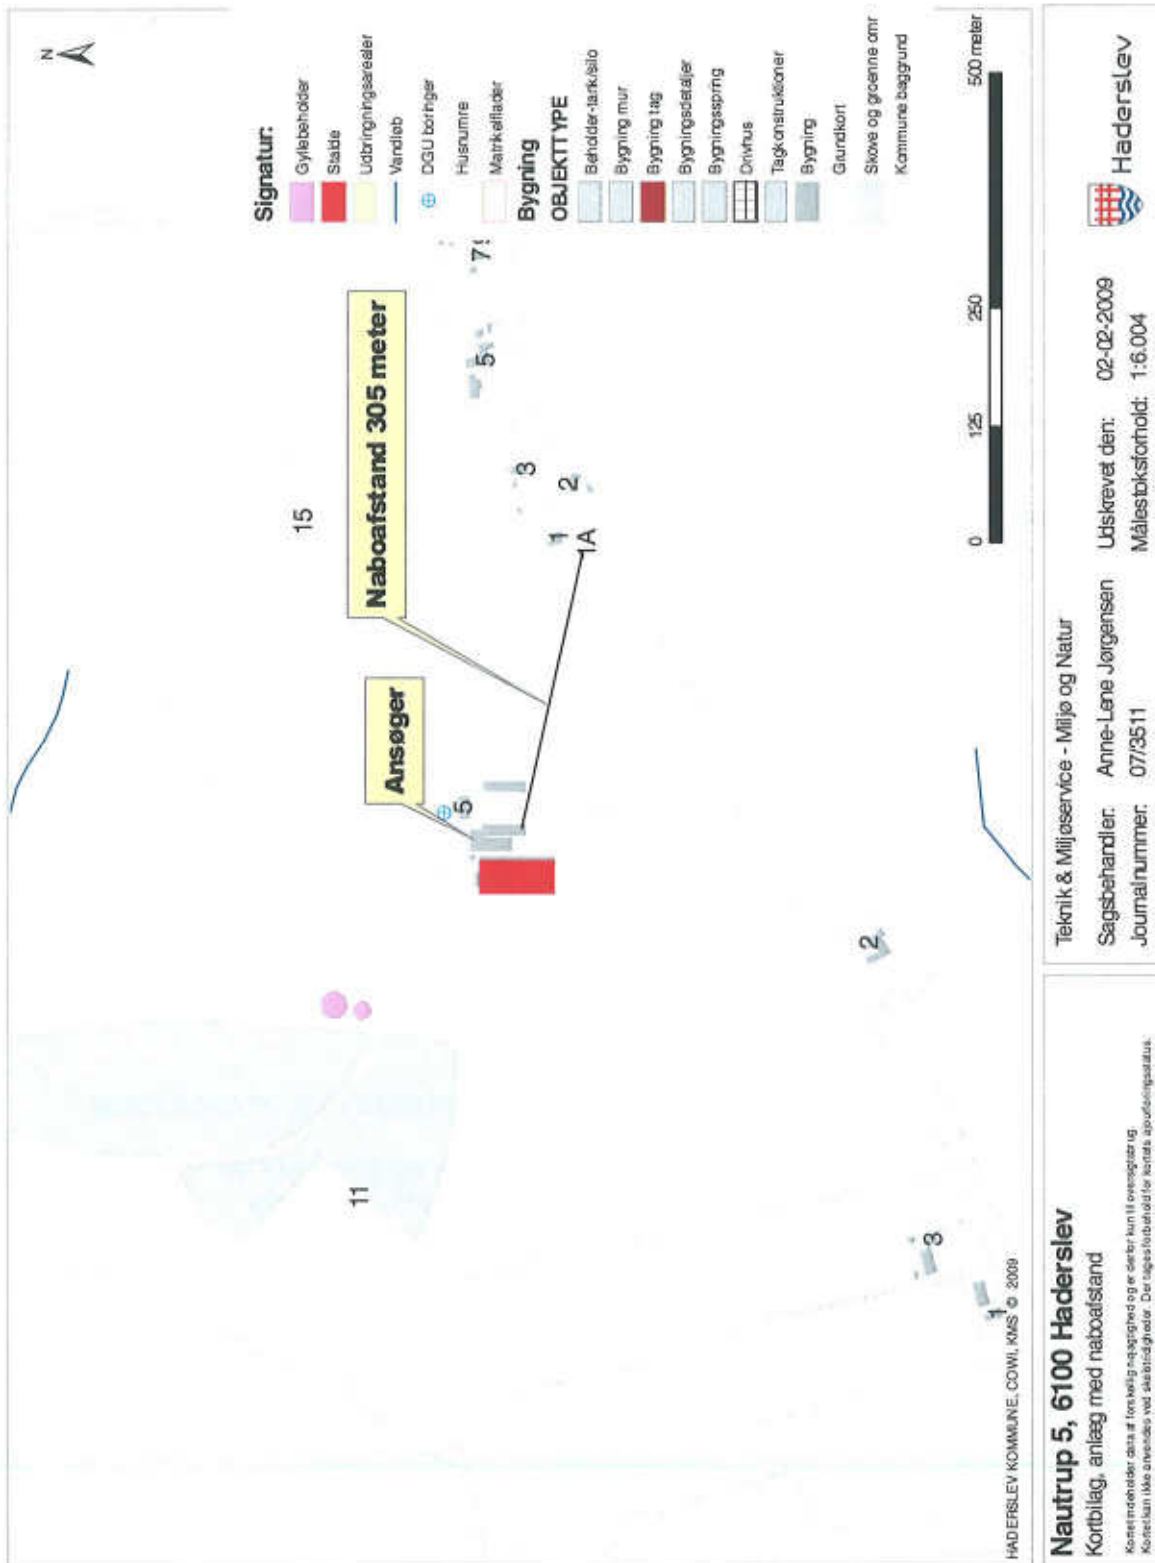 N
Signatur:
Gyllebeholder
Stalde
Udbringningsarealer
Vandløb
DGU boringer
Husnumre
Matrikelflader
Bygning
OBJEKTTYPE
Beholder-tank/silo
Bygning mur
Bygning tag
Bygningsdetaljer
Bygningsspring
Drivhus
Tagkonstruktioner
Bygning
Grundkort
Skove og groenne omr
Kommune baggrund
15
Naboafstand 305 meter
Ansøger
5
7
5
3
2
1
1A
11
2
3
1
0
125
250
500 meter
HADERSLEV KOMMUNE, COWI, KMS © 2009
Nautrup 5, 6100 Haderslev
Kortbilag, anlæg med naboafstand
Teknik & Miljøservice - Miljø og Natur
Sagsbehandler: Anne-Lene Jørgensen
Udskrevet den: 02-02-2009
Journalnummer: 07/3511
Målestoksforhold: 1:6.004
Haderslev